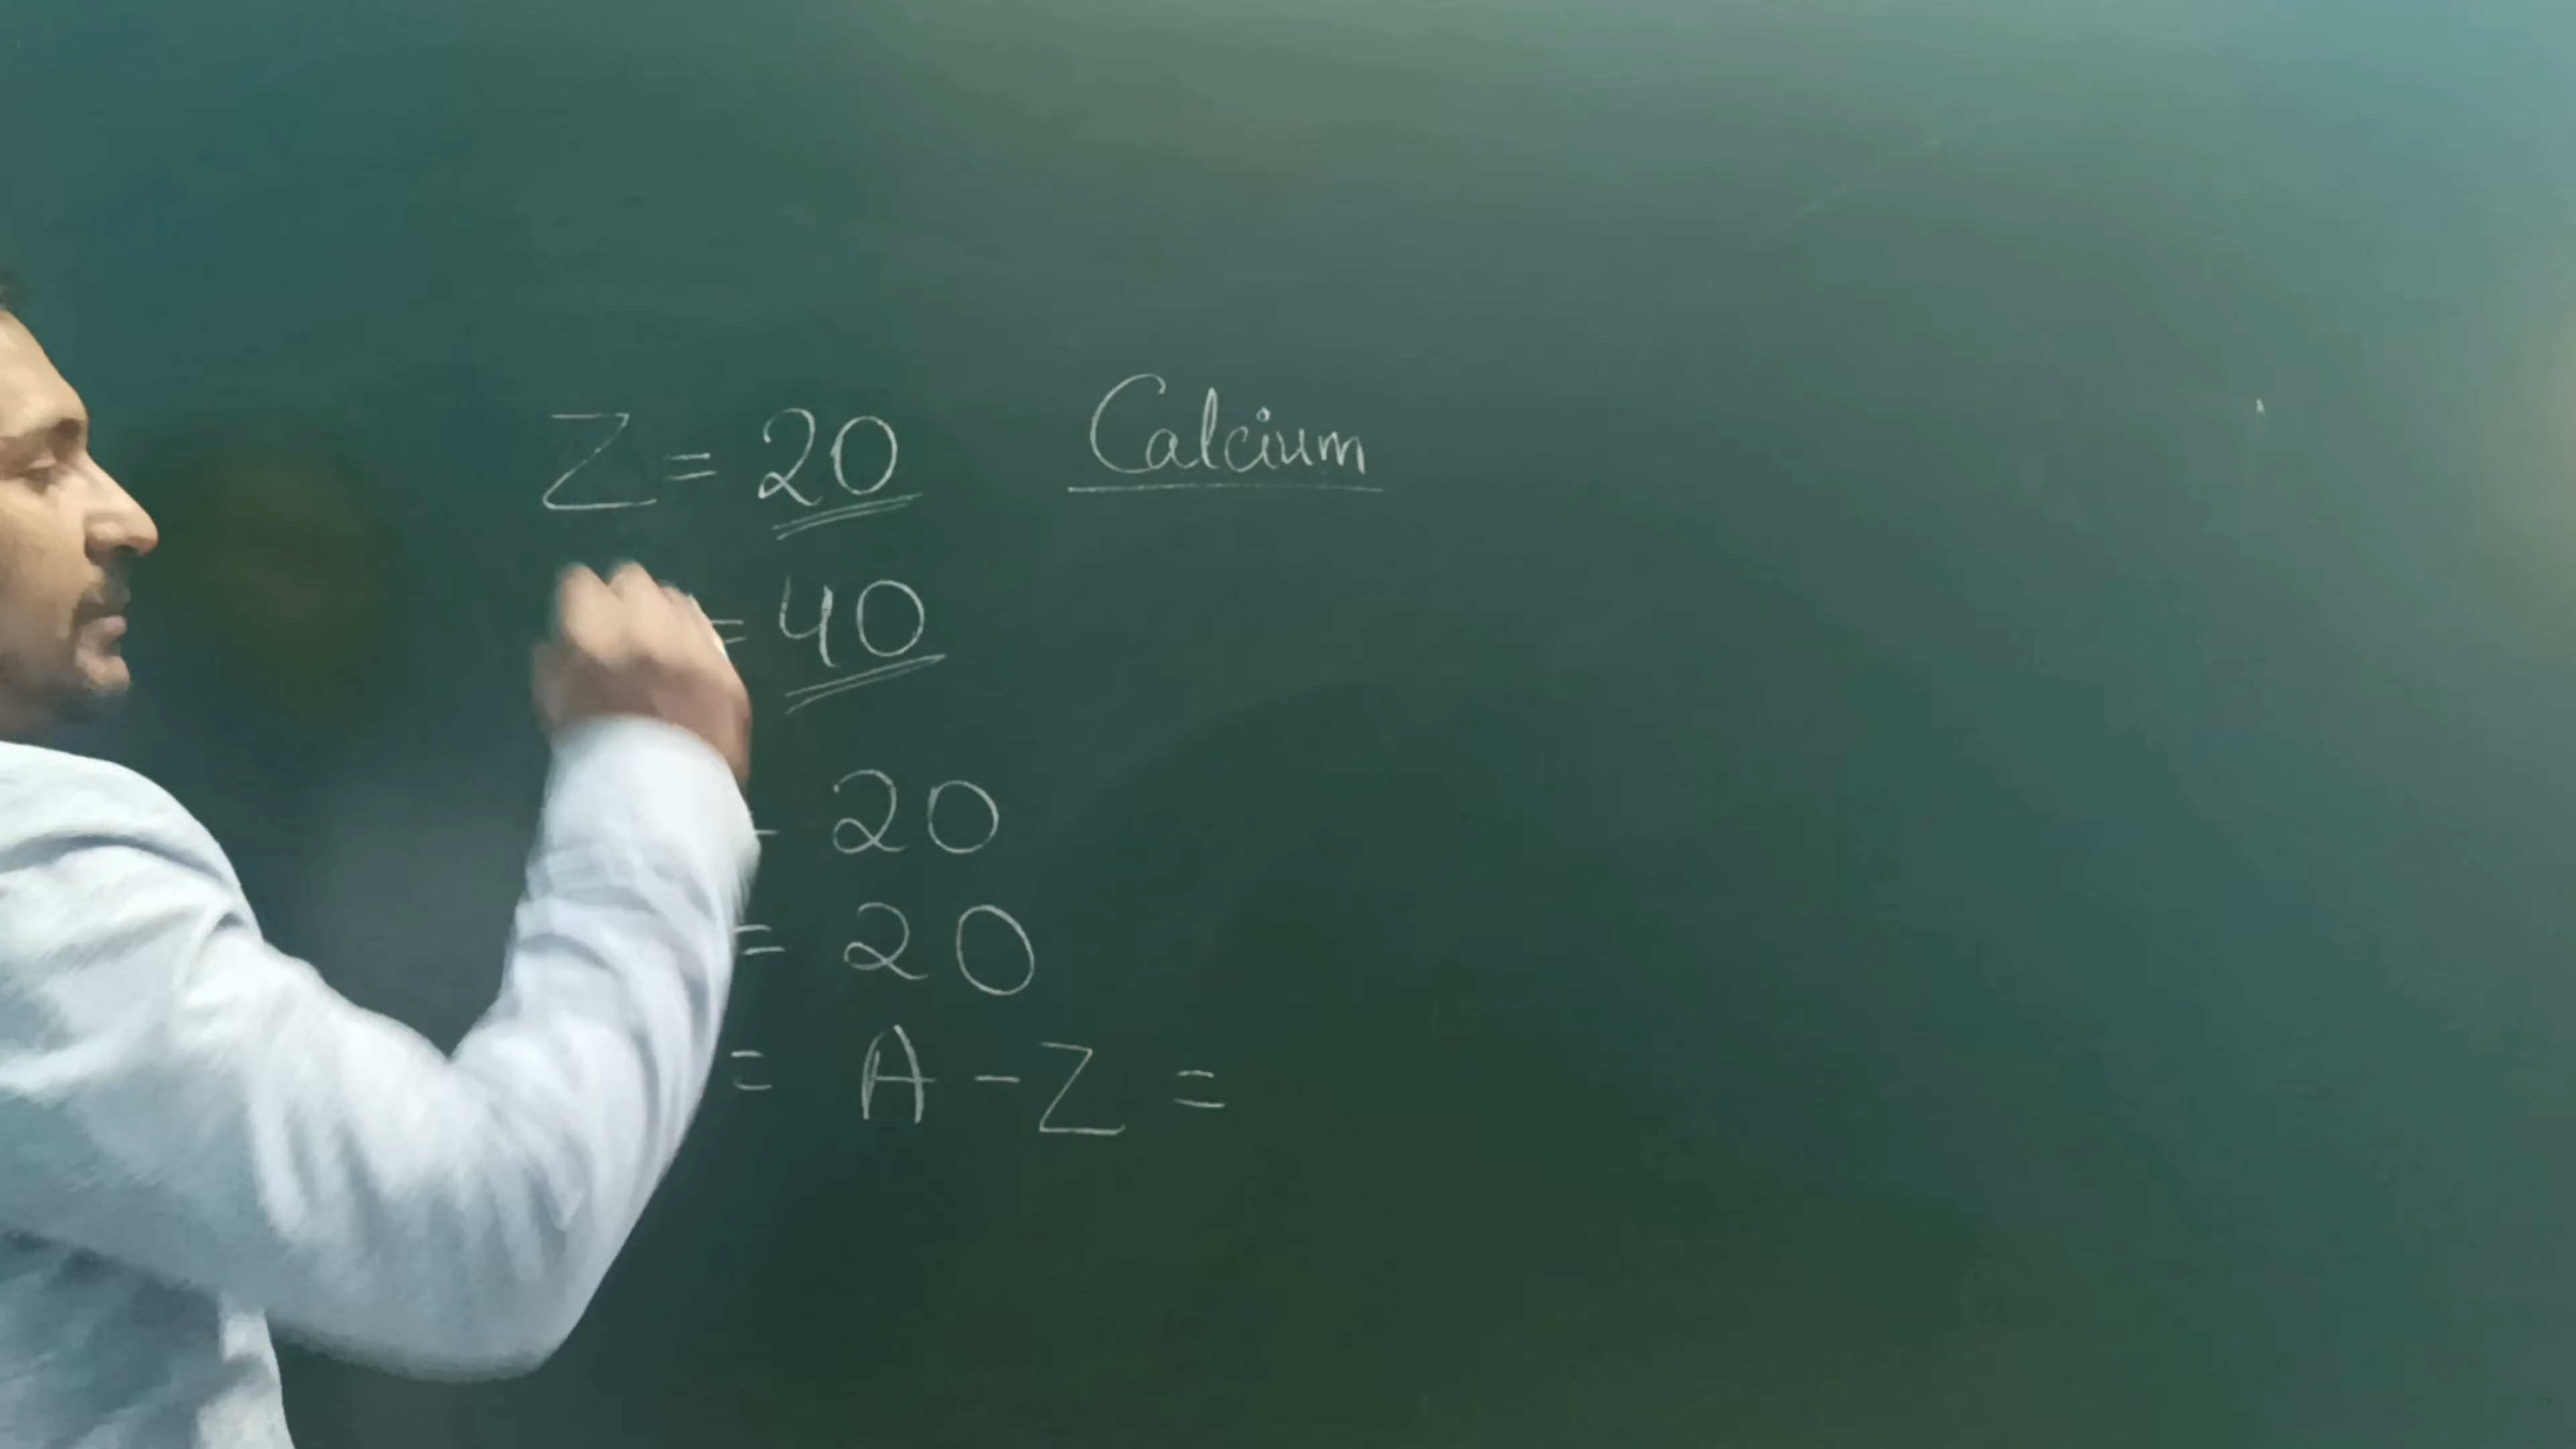 Z = 20 Calcium
= 40
- 20
= 20
= A - Z =